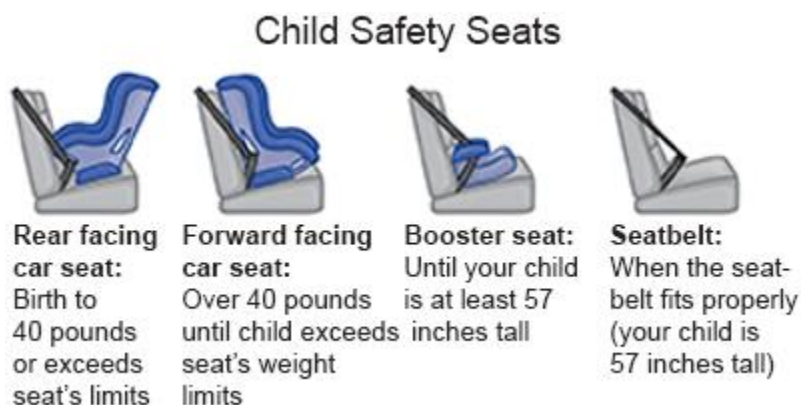 Child Safety Seats
Rear facing
car seat:
Birth to
40 pounds
or exceeds
seat's limits
Forward facing
car seat:
Over 40 pounds
until child exceeds
seat's weight
limits
Booster seat:
Until your child
is at least 57
inches tall
Seatbelt:
When the seat-
belt fits properly
(your child is
57 inches tall)